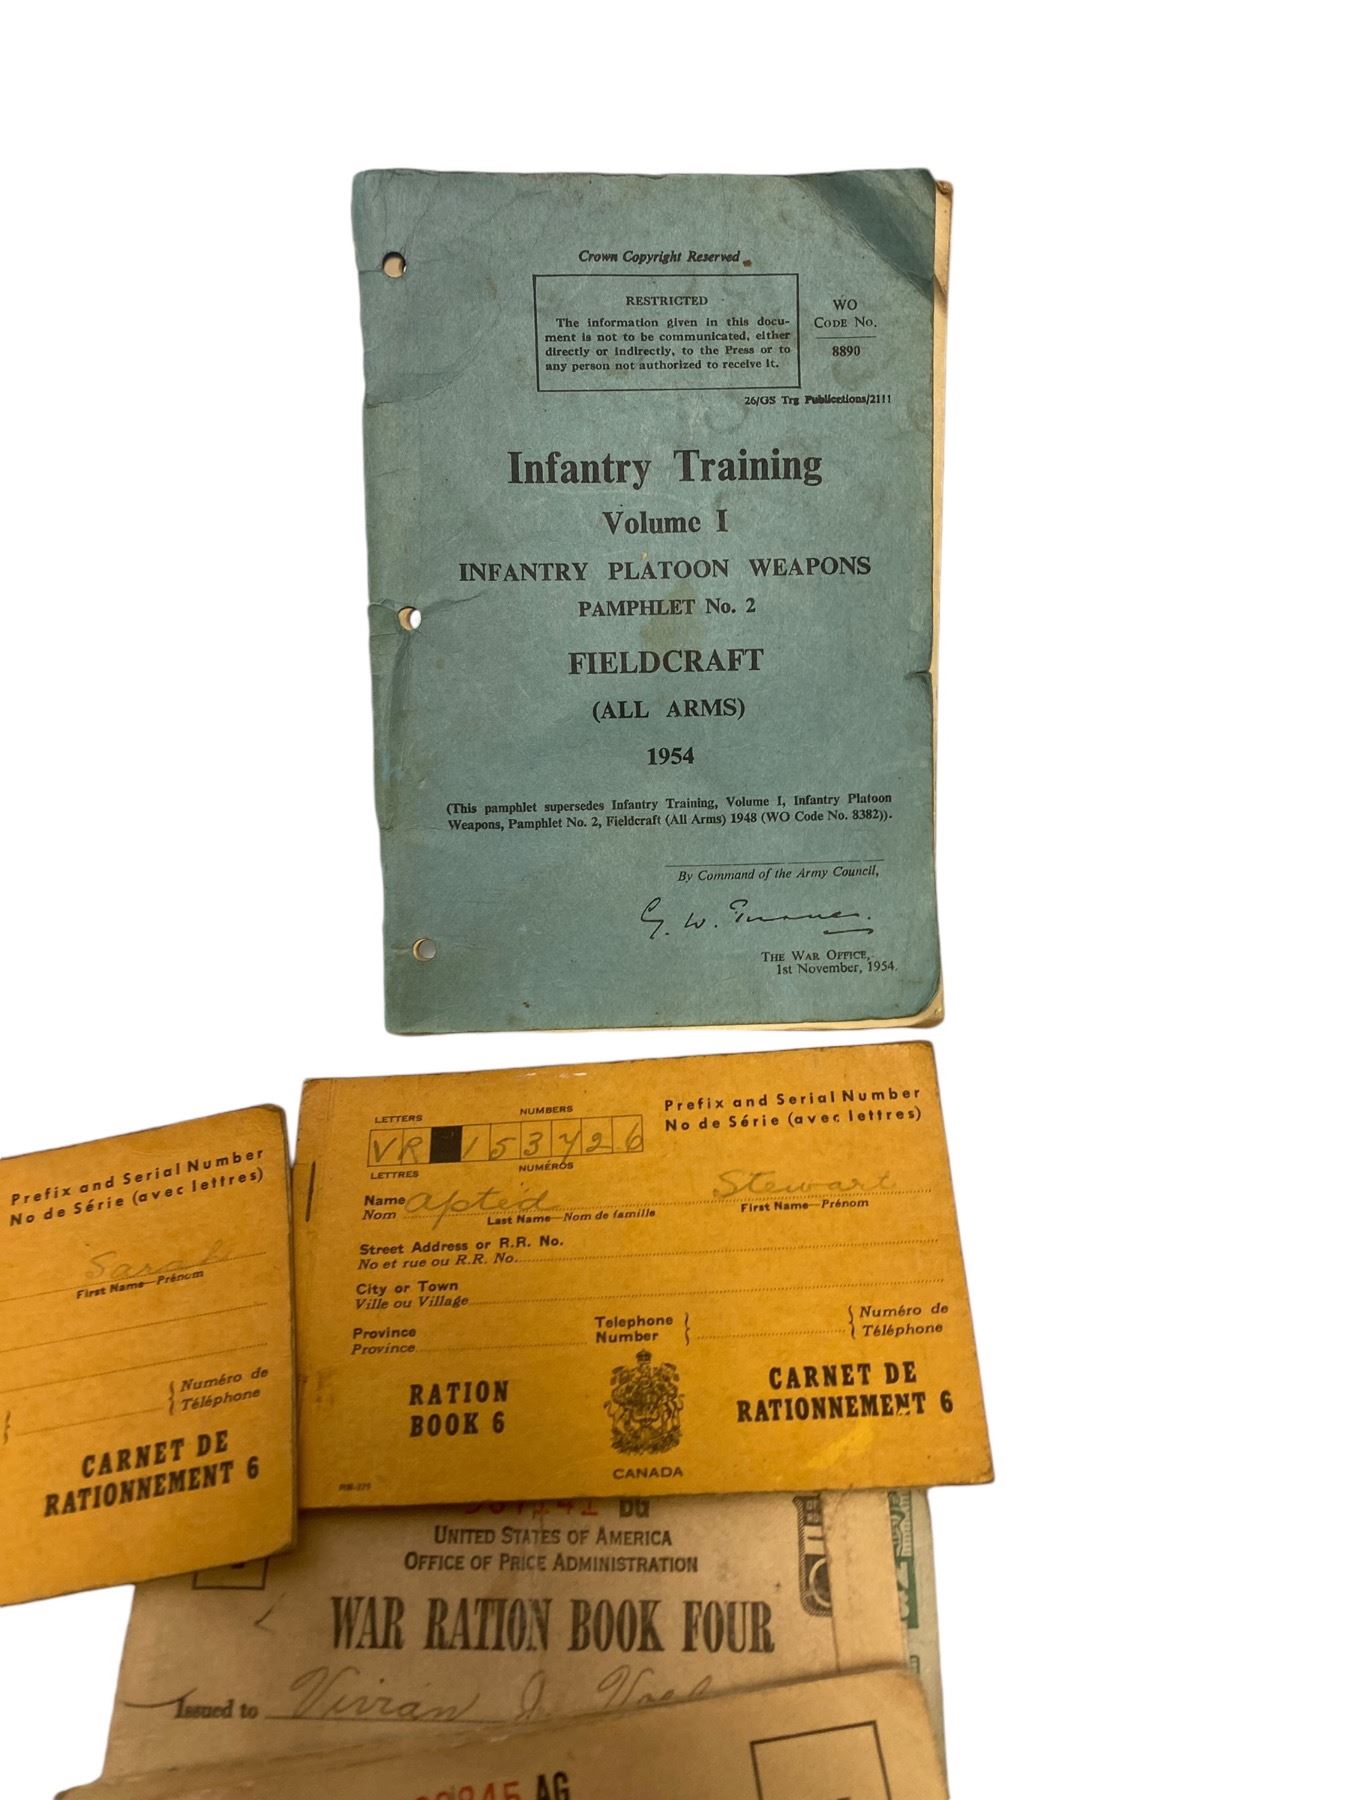 Crown Copyright Reserved
RESTRICTED
The information given in this docu-
ment is not to be communicated, either
directly or indirectly, to the Press or to
any person not authorized to receive it.
WO
CODE No.
8890
26/GS Trg Publications/2111
Infantry Training
Volume I
INFANTRY PLATOON WEAPONS
PAMPHLET No. 2
FIELDCRAFT
(ALL ARMS)
1954
(This pamphlet supersedes Infantry Training, Volume I, Infantry Platoon
Weapons, Pamphlet No. 2, Fieldcraft (All Arms) 1948 (WO Code No. 8382)).
By Command of the Army Council,
G. W.
THE WAR OFFICE,
1st November, 1954.
Prefix and Serial Number
No de Série (avec lettres)
Sarah
First Name—Prénom
Numéro de
Téléphone
CARNET DE
RATIONNEMENT 6
LETTERS NUMBERS
VR 153726
LETTRES NUMÉROS
Prefix and Serial Number
No de Série (avec lettres)
Name Apted Stewart
Nom Last Name—Nom de famille First Name—Prénom
Street Address or R.R. No.
No et rue ou R.R. No.
City or Town
Ville ou Village
Province
Province
Telephone
Number
Numéro de
Téléphone
RATION
BOOK 6
CANADA
CARNET DE
RATIONNEMENT 6
RB-275
BG
UNITED STATES OF AMERICA
OFFICE OF PRICE ADMINISTRATION
WAR RATION BOOK FOUR
Issued to Vivian J.
AG